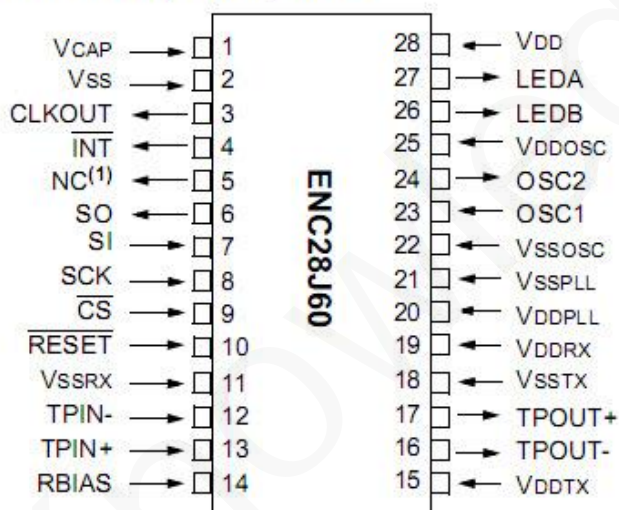 VCAP 1 28 VDD
VSS 2 27 LEDA
CLKOUT 3 26 LEDB
INT 4 25 VDDOSC
NC(1) 5 24 OSC2
SO 6 23 OSC1
SI 7 22 VSSOSC
SCK 8 21 VSSPLL
CS 9 20 VDDPLL
RESET 10 19 VDDRX
VSSRX 11 18 VSSTX
TPIN- 12 17 TPOUT+
TPIN+ 13 16 TPOUT-
RBIAS 14 15 VDDTX
ENC28J60